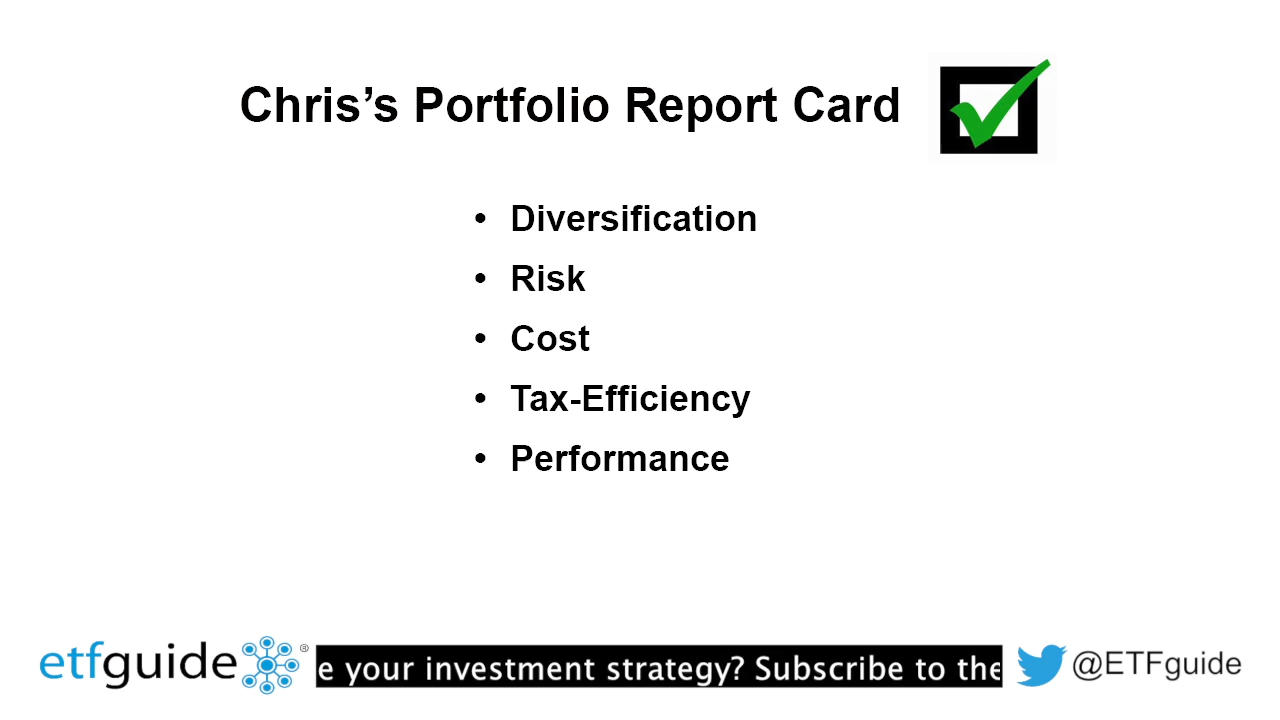 Chris’s Portfolio Report Card
• Diversification
• Risk
• Cost
• Tax-Efficiency
• Performance
etfguide® e your investment strategy? Subscribe to the @ETFguide